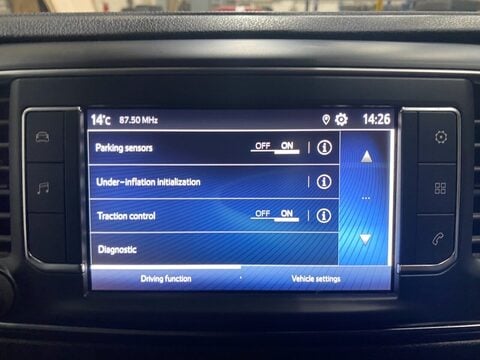 14°c 87.50 MHz 14:26
Parking sensors OFF ON
Under-inflation initialization
Traction control OFF ON
Diagnostic
Driving function Vehicle settings